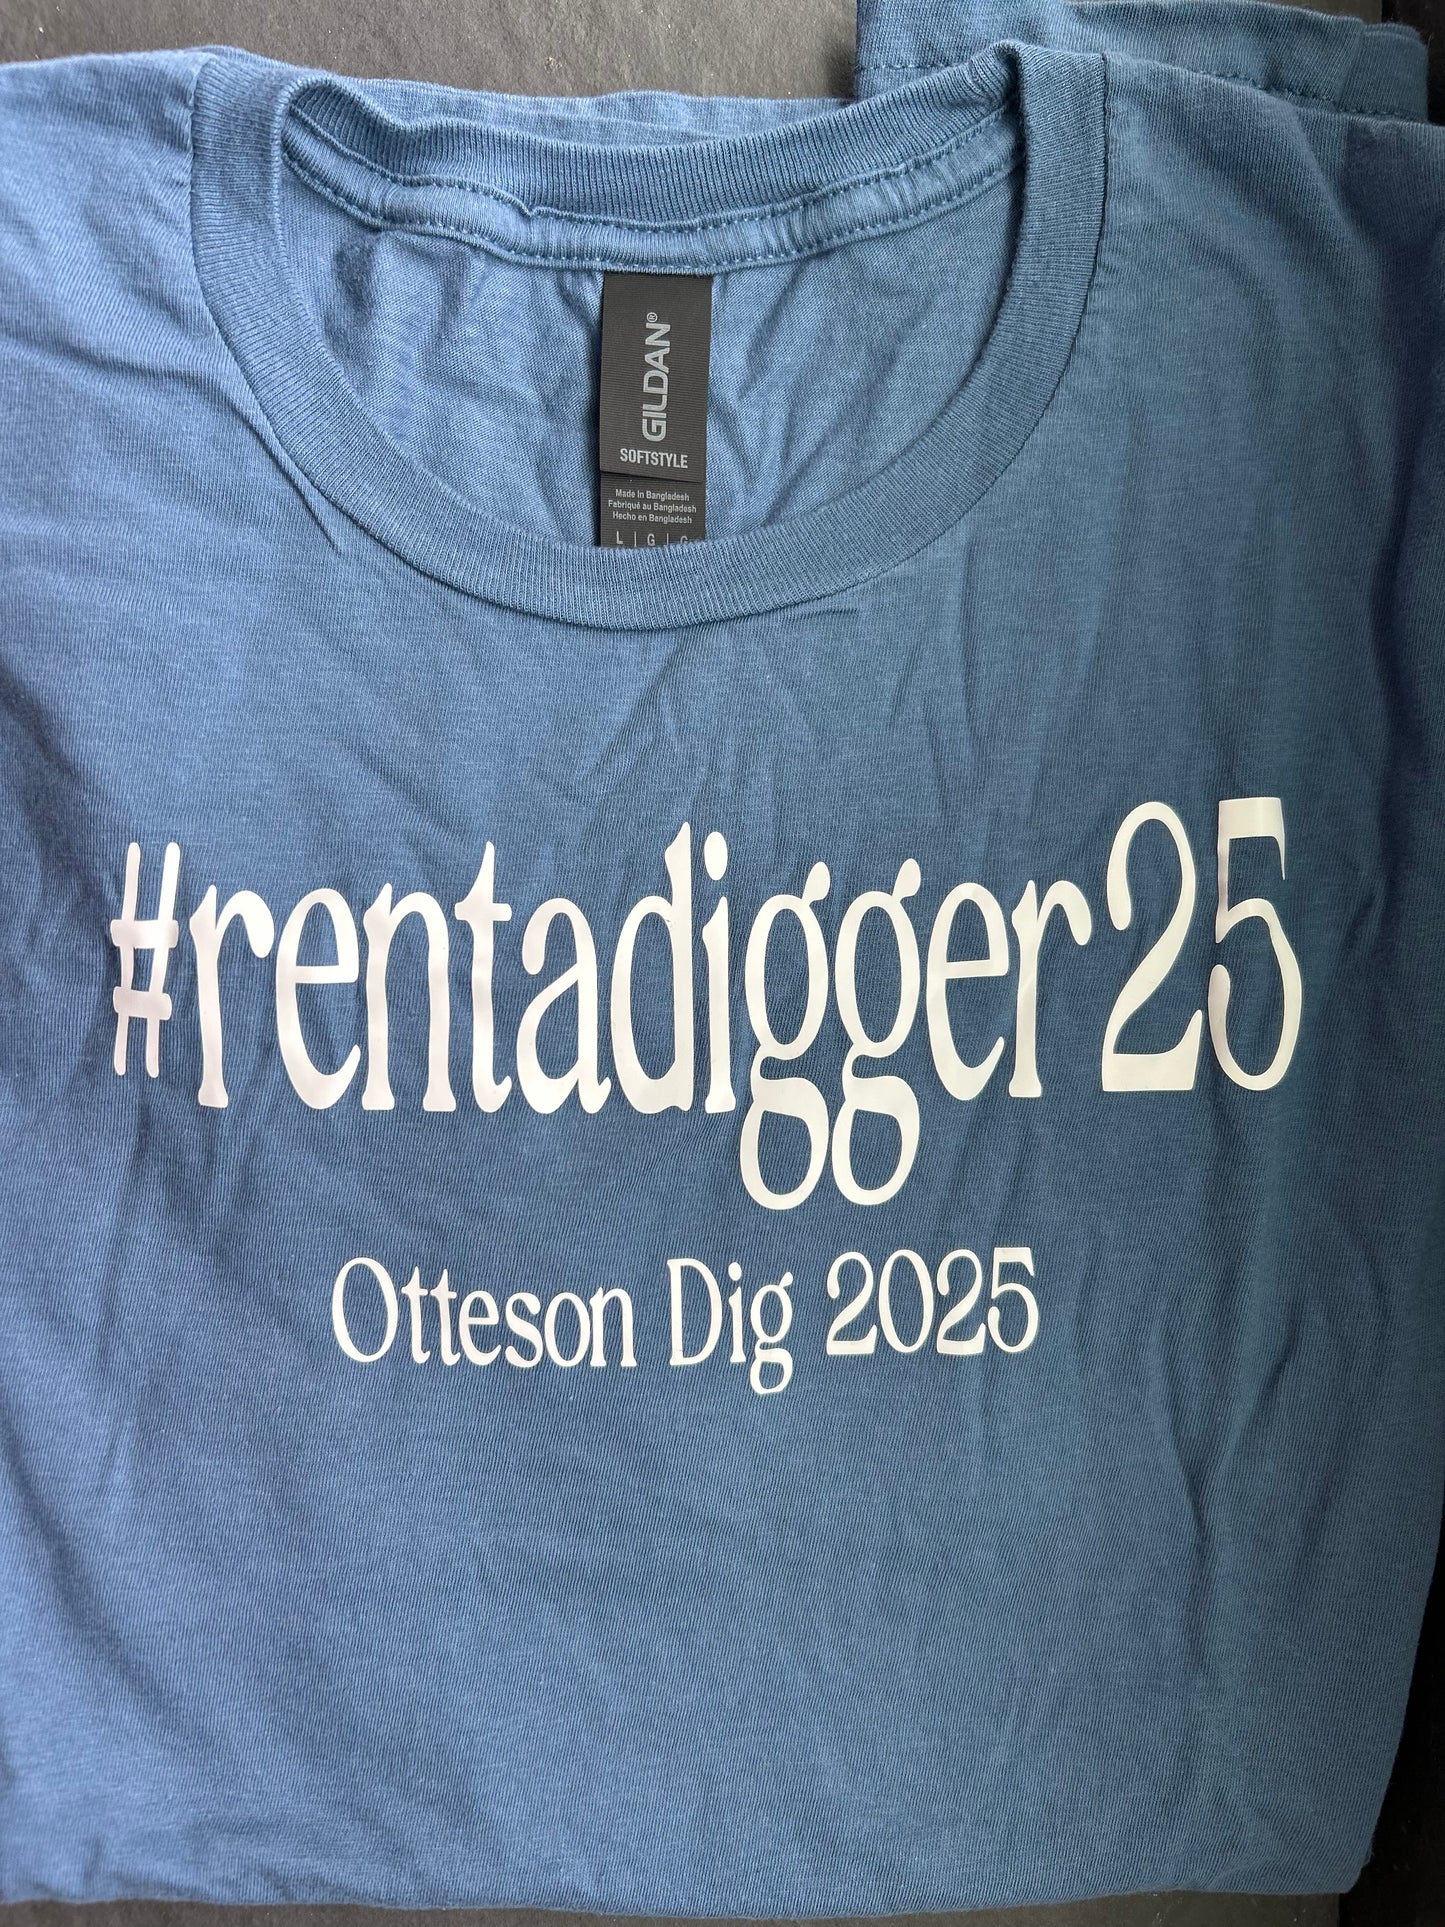 GILDAN®
SOFTSTYLE
Made in Bangladesh
Fabriqué au Bangladesh
Hecho en Bangladesh
L | G | G
#rentadigger25
Otteson Dig 2025